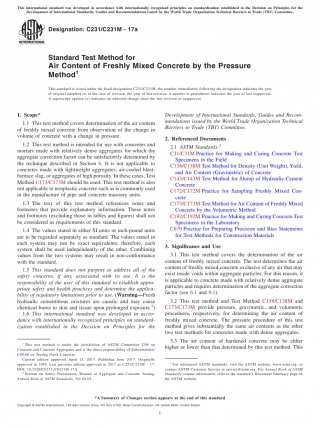 This international standard was developed in accordance with internationally recognized principles on standardization established in the Decision on Principles for the
Development of International Standards, Guides and Recommendations issued by the World Trade Organization Technical Barriers to Trade (TBT) Committee.
Designation: C231/C231M − 17a
Standard Test Method for
Air Content of Freshly Mixed Concrete by the Pressure
Method1
This standard is issued under the fixed designation C231/C231M; the number immediately following the designation indicates the year
of original adoption or, in the case of revision, the year of last revision. A number in parentheses indicates the year of last reapproval.
A superscript epsilon (ε) indicates an editorial change since the last revision or reapproval.
1. Scope*
1.1 This test method covers determination of the air content
of freshly mixed concrete from observation of the change in
volume of concrete with a change in pressure.
1.2 This test method is intended for use with concretes and
mortars made with relatively dense aggregates for which the
aggregate correction factor can be satisfactorily determined by
the technique described in Section 6. It is not applicable to
concretes made with lightweight aggregates, air-cooled blast-
furnace slag, or aggregates of high porosity. In these cases, Test
Method C173/C173M should be used. This test method is also
not applicable to nonplastic concrete such as is commonly used
in the manufacture of pipe and concrete masonry units.
1.3 The text of this test method references notes and
footnotes that provide explanatory information. These notes
and footnotes (excluding those in tables and figures) shall not
be considered as requirements of this standard.
1.4 The values stated in either SI units or inch-pound units
are to be regarded separately as standard. The values stated in
each system may not be exact equivalents; therefore, each
system shall be used independently of the other. Combining
values from the two systems may result in non-conformance
with the standard.
1.5 This standard does not purport to address all of the
safety concerns, if any, associated with its use. It is the
responsibility of the user of this standard to establish appro-
priate safety and health practices and determine the applica-
bility of regulatory limitations prior to use. (Warning—Fresh
hydraulic cementitious mixtures are caustic and may cause
chemical burns to skin and tissue upon prolonged exposure.2)
1.6 This international standard was developed in accor-
dance with internationally recognized principles on standard-
ization established in the Decision on Principles for the
1 This test method is under the jurisdiction of ASTM Committee C09 on
Concrete and Concrete Aggregates and is the direct responsibility of Subcommittee
C09.60 on Testing Fresh Concrete.
Current edition approved April 15, 2017. Published June 2017. Originally
approved in 1949. Last previous edition approved in 2017 as C231/C231M – 17.
DOI: 10.1520/C0231_C0231M-17A.
2 Section on Safety Precautions, Manual of Aggregate and Concrete Testing,
Annual Book of ASTM Standards, Vol 04.02.
Development of International Standards, Guides and Recom-
mendations issued by the World Trade Organization Technical
Barriers to Trade (TBT) Committee.
2. Referenced Documents
2.1 ASTM Standards:3
C31/C31M Practice for Making and Curing Concrete Test
Specimens in the Field
C138/C138M Test Method for Density (Unit Weight), Yield,
and Air Content (Gravimetric) of Concrete
C143/C143M Test Method for Slump of Hydraulic-Cement
Concrete
C172/C172M Practice for Sampling Freshly Mixed Con-
crete
C173/C173M Test Method for Air Content of Freshly Mixed
Concrete by the Volumetric Method
C192/C192M Practice for Making and Curing Concrete Test
Specimens in the Laboratory
C670 Practice for Preparing Precision and Bias Statements
for Test Methods for Construction Materials
3. Significance and Use
3.1 This test method covers the determination of the air
content of freshly mixed concrete. The test determines the air
content of freshly mixed concrete exclusive of any air that may
exist inside voids within aggregate particles. For this reason, it
is applicable to concrete made with relatively dense aggregate
particles and requires determination of the aggregate correction
factor (see 6.1 and 9.1).
3.2 This test method and Test Method C138/C138M and
C173/C173M provide pressure, gravimetric, and volumetric
procedures, respectively, for determining the air content of
freshly mixed concrete. The pressure procedure of this test
method gives substantially the same air contents as the other
two test methods for concretes made with dense aggregates.
3.3 The air content of hardened concrete may be either
higher or lower than that determined by this test method. This
3 For referenced ASTM standards, visit the ASTM website, www.astm.org, or
contact ASTM Customer Service at service@astm.org. For Annual Book of ASTM
Standards volume information, refer to the standard's Document Summary page on
the ASTM website.
*A Summary of Changes section appears at the end of this standard
Copyright © ASTM International, 100 Barr Harbor Drive, PO Box C700, West Conshohocken, PA 19428-2959. United States
1